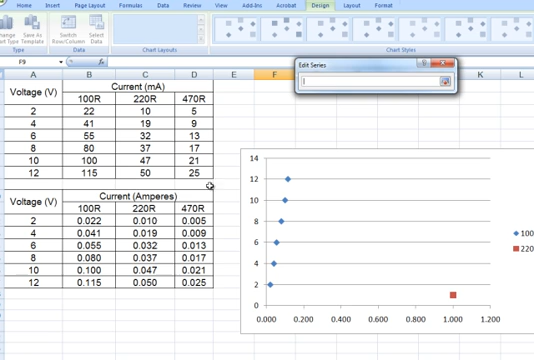 Home Insert Page Layout Formulas Data Review View Add-Ins Acrobat Design Layout Format
Change Chart Type Save As Template Switch Row/Column Select Data
Type Data Chart Layouts Chart Styles
F9 fx
Edit Series
A B C D E F K L
Voltage (V) Current (mA)
100R 220R 470R
2 22 10 5
4 41 19 9
6 55 32 13
8 80 37 17
10 100 47 21
12 115 50 25
Voltage (V) Current (Amperes)
100R 220R 470R
2 0.022 0.010 0.005
4 0.041 0.019 0.009
6 0.055 0.032 0.013
8 0.080 0.037 0.017
10 0.100 0.047 0.021
12 0.115 0.050 0.025
14
12
10
8
6
4
2
0
0.000 0.200 0.400 0.600 0.800 1.000 1.200
100
220